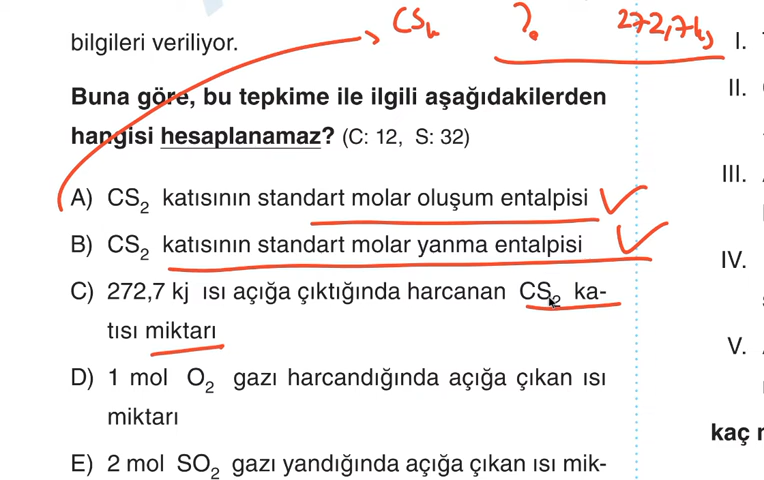 CS₂ ? 272,7 kj
bilgileri veriliyor.
Buna göre, bu tepkime ile ilgili aşağıdakilerden
hangisi hesaplanamaz? (C: 12, S: 32)
A) CS₂ katısının standart molar oluşum entalpisi
B) CS₂ katısının standart molar yanma entalpisi
C) 272,7 kj ısı açığa çıktığında harcanan CS₂ ka-
tısı miktarı
D) 1 mol O₂ gazı harcandığında açığa çıkan ısı
miktarı
E) 2 mol SO₂ gazı yandığında açığa çıkan ısı mik-
I.
II.
III.
IV.
V.
kaç